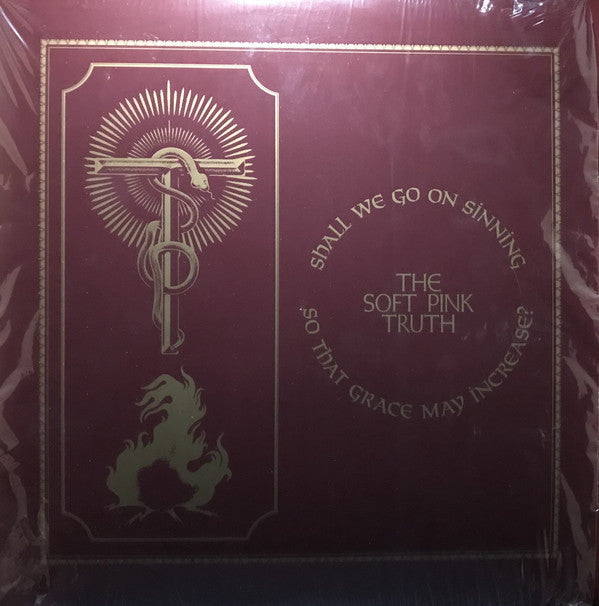 ShALL WE GO ON SiNNiNG
THE
SOFT PINK
TRUTH
SO THAT GRACE MAY iNCREASE?